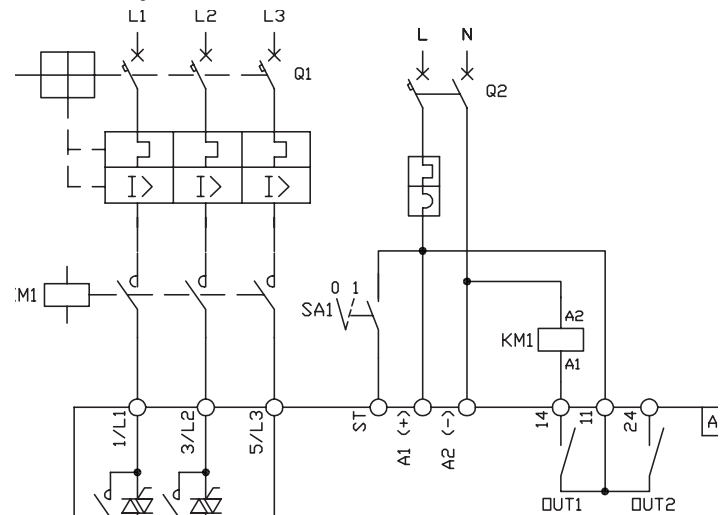 L1 L2 L3
L N
Q1
Q2
I> I> I>
0 1
KM1
SA1
A2
KM1
A1
1/L1
3/L2
5/L3
ST
A1 (+)
A2 (-)
14
11
24
A
OUT1
OUT2